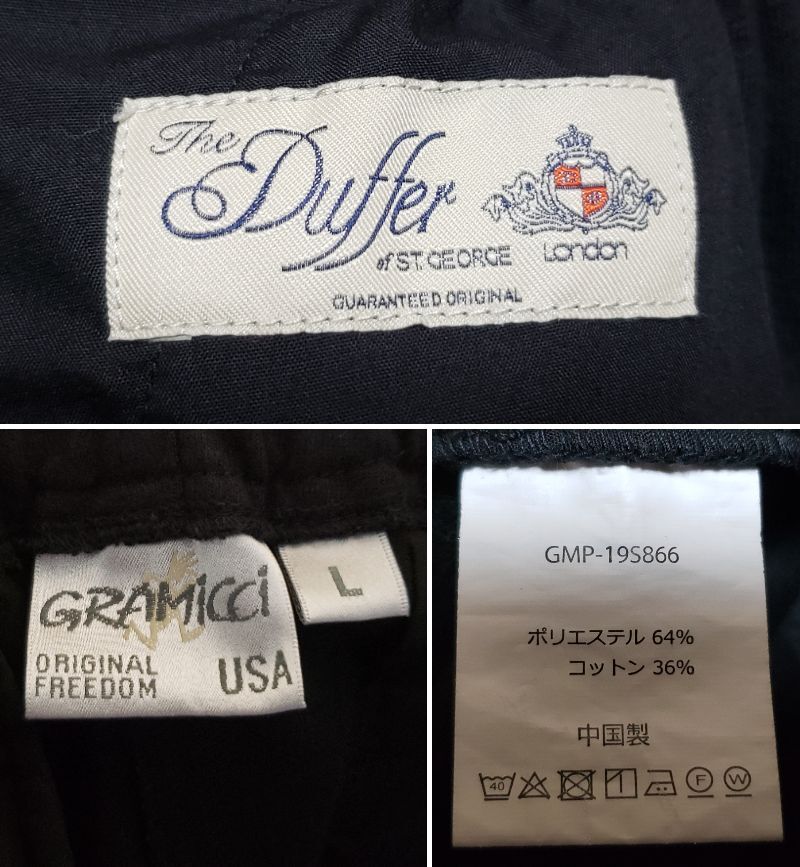 The Duffer
of ST. GEORGE
London
GUARANTEED ORIGINAL
GRAMiCCi
ORIGINAL
FREEDOM
USA
L
GMP-19S866
ポリエステル 64%
コットン 36%
中国製
40
F
W